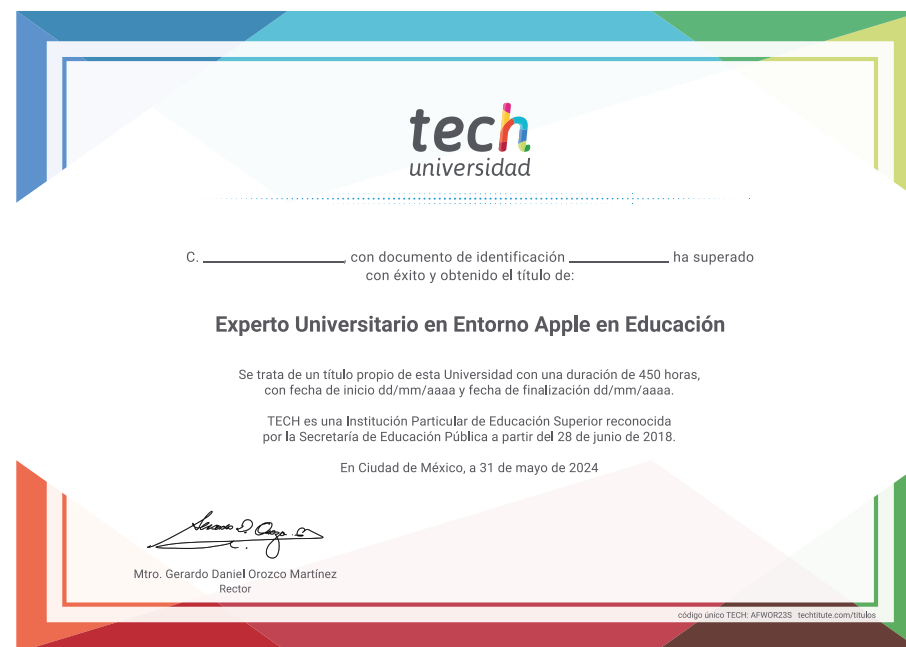 tech
universidad
C. ____________, con documento de identificación ____________ ha superado
con éxito y obtenido el título de:
Experto Universitario en Entorno Apple en Educación
Se trata de un título propio de esta Universidad con una duración de 450 horas,
con fecha de inicio dd/mm/aaaa y fecha de finalización dd/mm/aaaa.
TECH es una Institución Particular de Educación Superior reconocida
por la Secretaría de Educación Pública a partir del 28 de junio de 2018.
En Ciudad de México, a 31 de mayo de 2024
Mtro. Gerardo Daniel Orozco Martínez
Rector
código único TECH: AFWOR23S techtitute.com/titulos